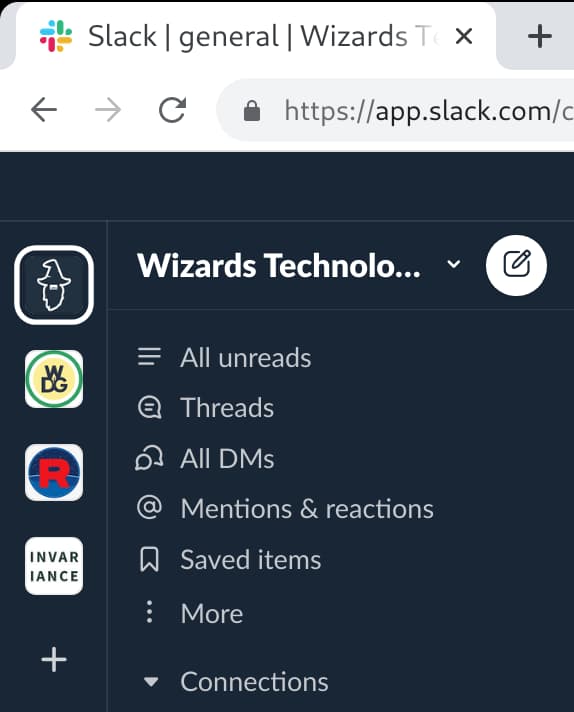 Slack | general | Wizards T
https://app.slack.com/c
Wizards Technolo...
WDG
R
INVAR
IANCE
All unreads
Threads
All DMs
Mentions & reactions
Saved items
More
Connections